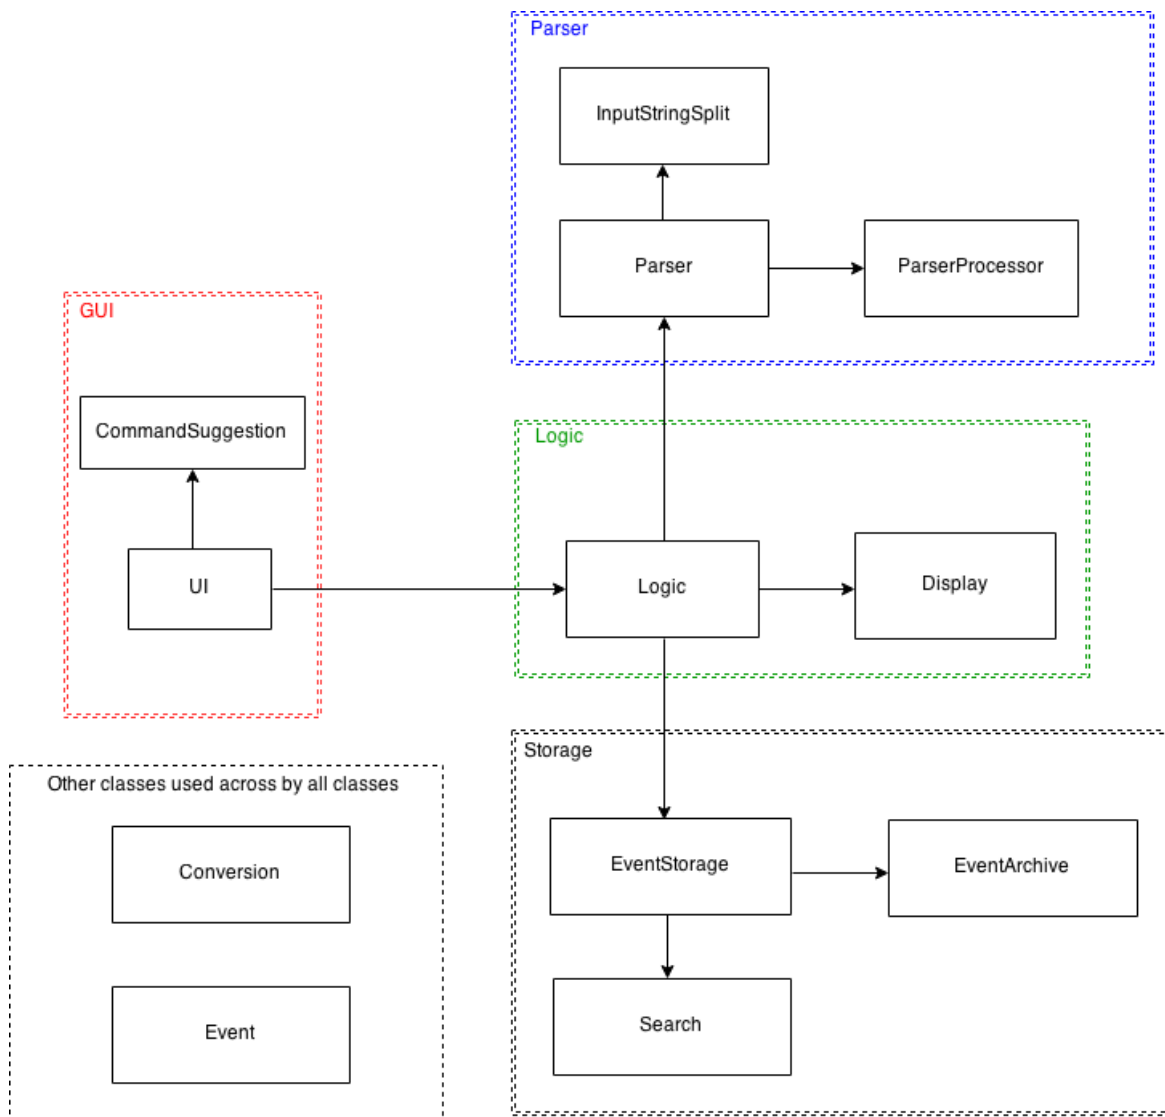 Parser
InputStringSplit
Parser
ParserProcessor
GUI
CommandSuggestion
UI
Logic
Logic
Display
Storage
EventStorage
EventArchive
Search
Other classes used across by all classes
Conversion
Event